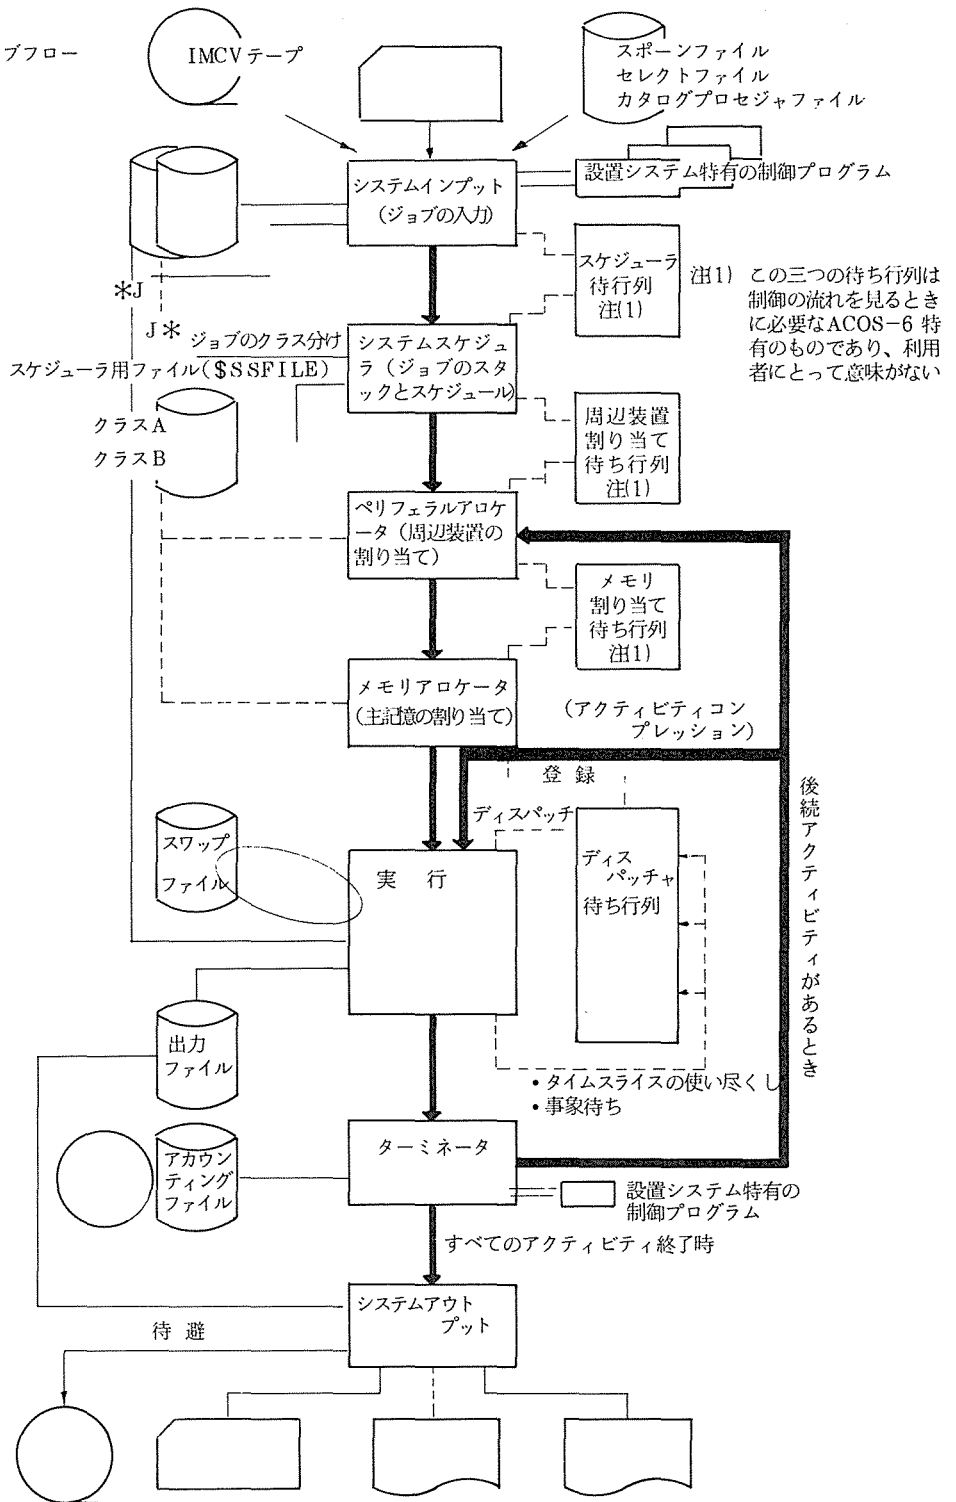 ブフロー
IMCVテープ
スポーンファイル
セレクトファイル
カタログプロセジャファイル
システムインプット
(ジョブの入力)
設置システム特有の制御プログラム
スケジューラ
待行列
注(1)
注1) この三つの待ち行列は
制御の流れを見るとき
に必要なACOS-6 特
有のものであり、利用
者にとって意味がない
*J
J*
ジョブのクラス分け
スケジューラ用ファイル($SSFILE)
システムスケジュ
ラ(ジョブのスタ
ックとスケジュール)
クラスA
クラスB
周辺装置
割り当て
待ち行列
注(1)
ペリフェラルアロケ
ータ(周辺装置の
割り当て)
メモリ
割り当て
待ち行列
注(1)
メモリアロケータ
(主記憶の割り当て)
(アクティビティコン
プレッション)
登録
ディスパッチ
スワップ
ファイル
実行
ディス
パッチャ
待ち行列
後続アクティビティがあるとき
出力
ファイル
・タイムスライスの使い尽くし
・事象待ち
アカウン
ティング
ファイル
ターミネータ
設置システム特有の
制御プログラム
すべてのアクティビティ終了時
システムアウト
プット
待避